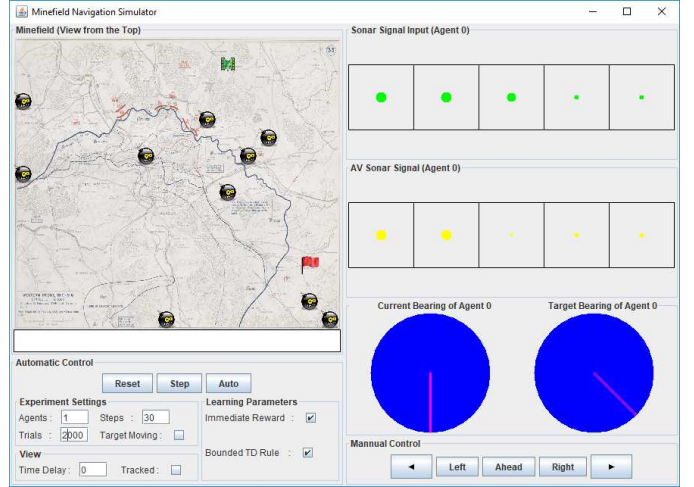 Minefield Navigation Simulator
Minefield (View from the Top)
Sonar Signal Input (Agent 0)
AV Sonar Signal (Agent 0)
Current Bearing of Agent 0
Target Bearing of Agent 0
Automatic Control
Reset
Step
Auto
Experiment Settings
Agents :
1
Steps :
30
Trials :
2000
Target Moving :
View
Time Delay :
0
Tracked :
Learning Parameters
Immediate Reward :
Bounded TD Rule :
Mannual Control
Left
Ahead
Right